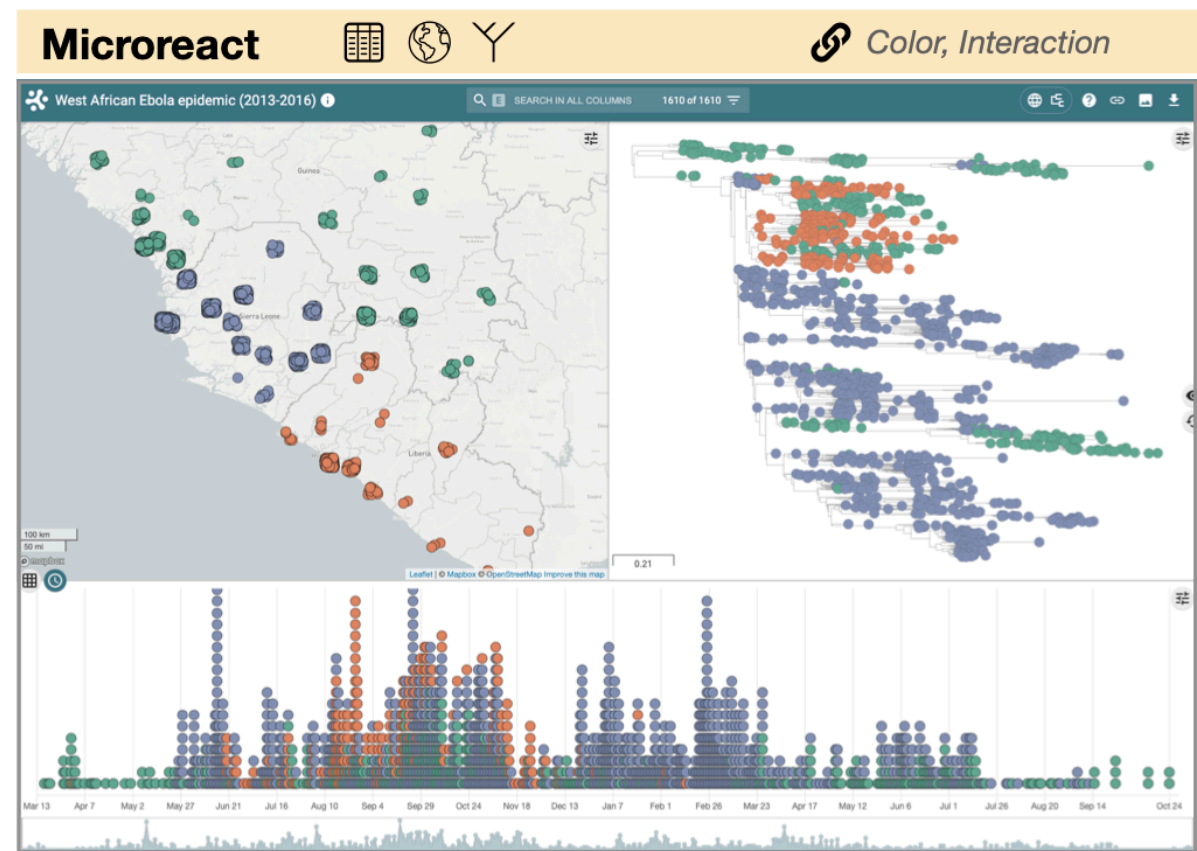 Microreact
Color, Interaction
West African Ebola epidemic (2013-2016)
E SEARCH IN ALL COLUMNS 1610 of 1610
Guinea
Sierra Leone
Liberia
100 km
50 mi
mapbox
Leaflet | © Mapbox © OpenStreetMap Improve this map
0.21
Mar 13 Apr 7 May 2 May 27 Jun 21 Jul 16 Aug 10 Sep 4 Sep 29 Oct 24 Nov 18 Dec 13 Jan 7 Feb 1 Feb 26 Mar 23 Apr 17 May 12 Jun 6 Jul 1 Jul 26 Aug 20 Sep 14 Oct 24